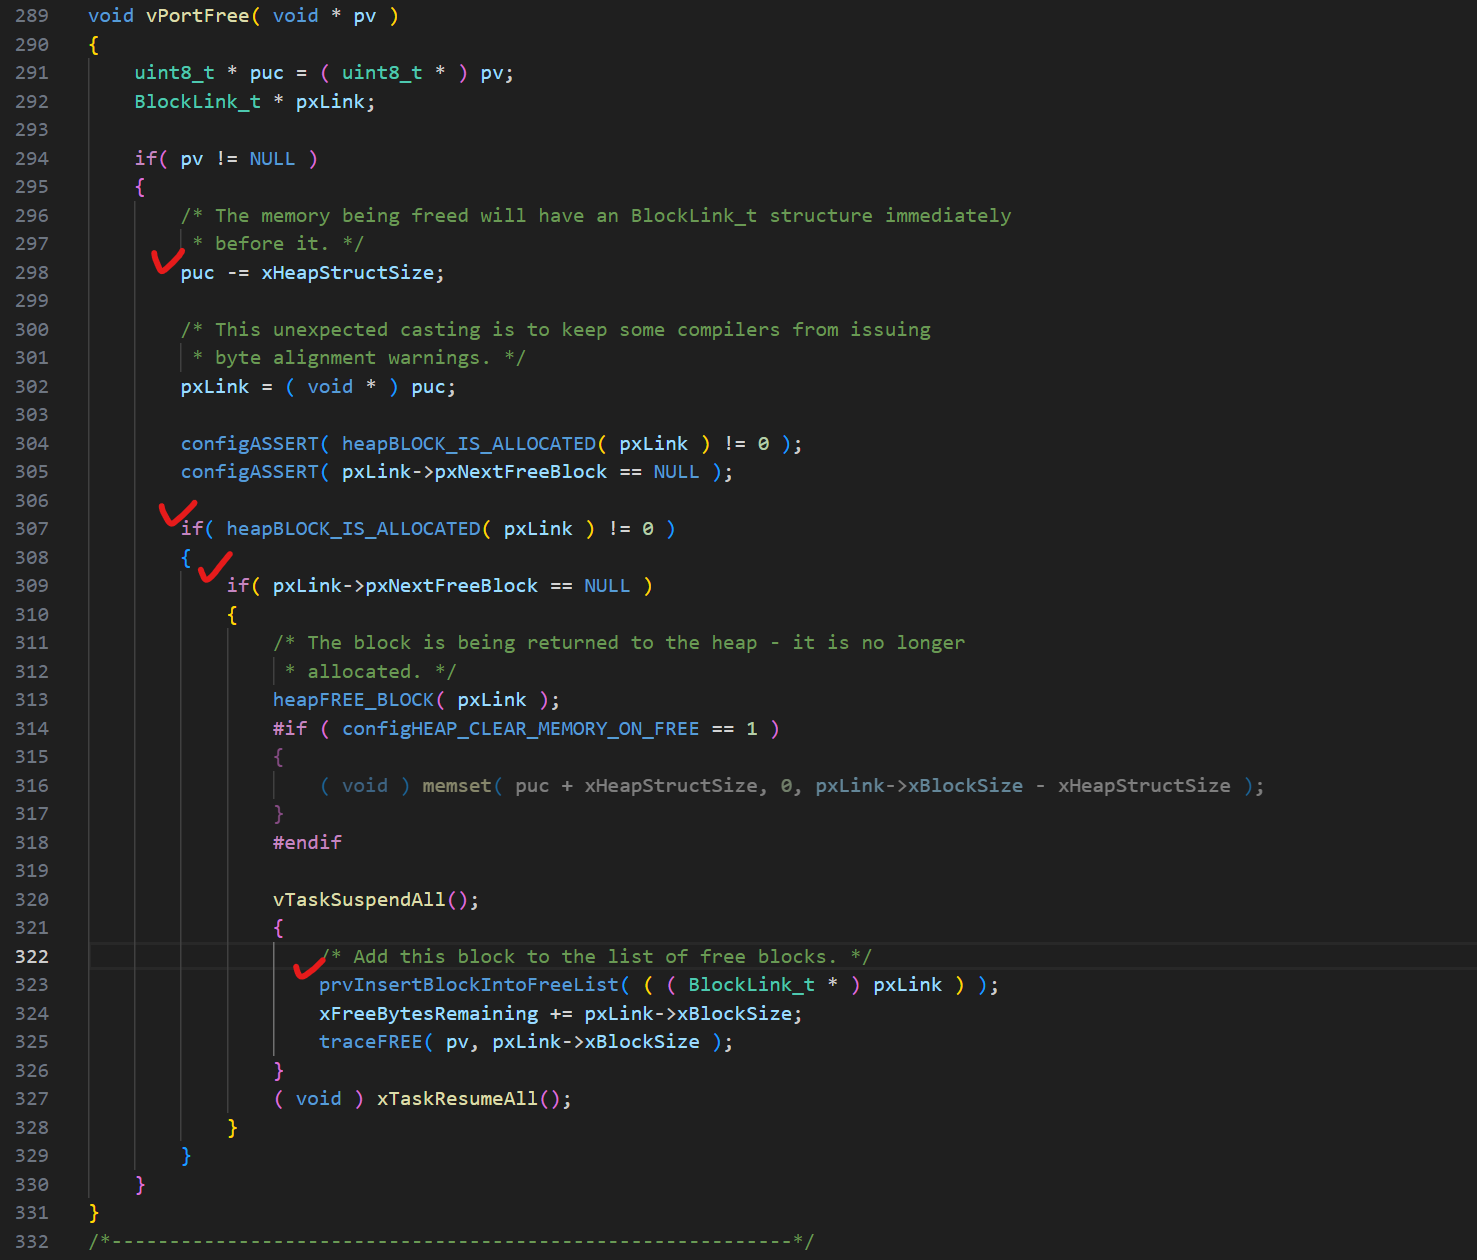 289 void vPortFree( void * pv )
290 {
291 uint8_t * puc = ( uint8_t * ) pv;
292 BlockLink_t * pxLink;
293
294 if( pv != NULL )
295 {
296 /* The memory being freed will have an BlockLink_t structure immediately
297 * before it. */
298 puc -= xHeapStructSize;
299
300 /* This unexpected casting is to keep some compilers from issuing
301 * byte alignment warnings. */
302 pxLink = ( void * ) puc;
303
304 configASSERT( heapBLOCK_IS_ALLOCATED( pxLink ) != 0 );
305 configASSERT( pxLink->pxNextFreeBlock == NULL );
306
307 if( heapBLOCK_IS_ALLOCATED( pxLink ) != 0 )
308 {
309 if( pxLink->pxNextFreeBlock == NULL )
310 {
311 /* The block is being returned to the heap - it is no longer
312 * allocated. */
313 heapFREE_BLOCK( pxLink );
314 #if ( configHEAP_CLEAR_MEMORY_ON_FREE == 1 )
315 {
316 ( void ) memset( puc + xHeapStructSize, 0, pxLink->xBlockSize - xHeapStructSize );
317 }
318 #endif
319
320 vTaskSuspendAll();
321 {
322 /* Add this block to the list of free blocks. */
323 prvInsertBlockIntoFreeList( ( ( BlockLink_t * ) pxLink ) );
324 xFreeBytesRemaining += pxLink->xBlockSize;
325 traceFREE( pv, pxLink->xBlockSize );
326 }
327 ( void ) xTaskResumeAll();
328 }
329 }
330 }
331 }
332 /*-----------------------------------------------------------*/